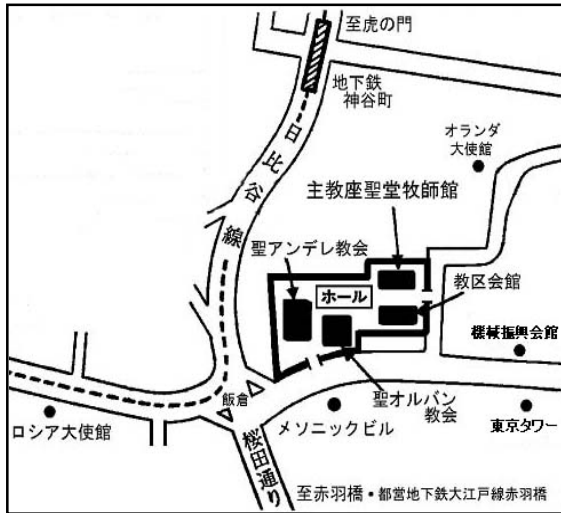 至虎の門
地下鉄
神谷町
日比谷線
オランダ
大使館
主教座聖堂牧師館
聖アンデレ教会
ホール
教区会館
機械振興会館
飯倉
聖オルバン
教会
ロシア大使館
メソニックビル
東京タワー
桜田通り
至赤羽橋・都営地下鉄大江戸線赤羽橋